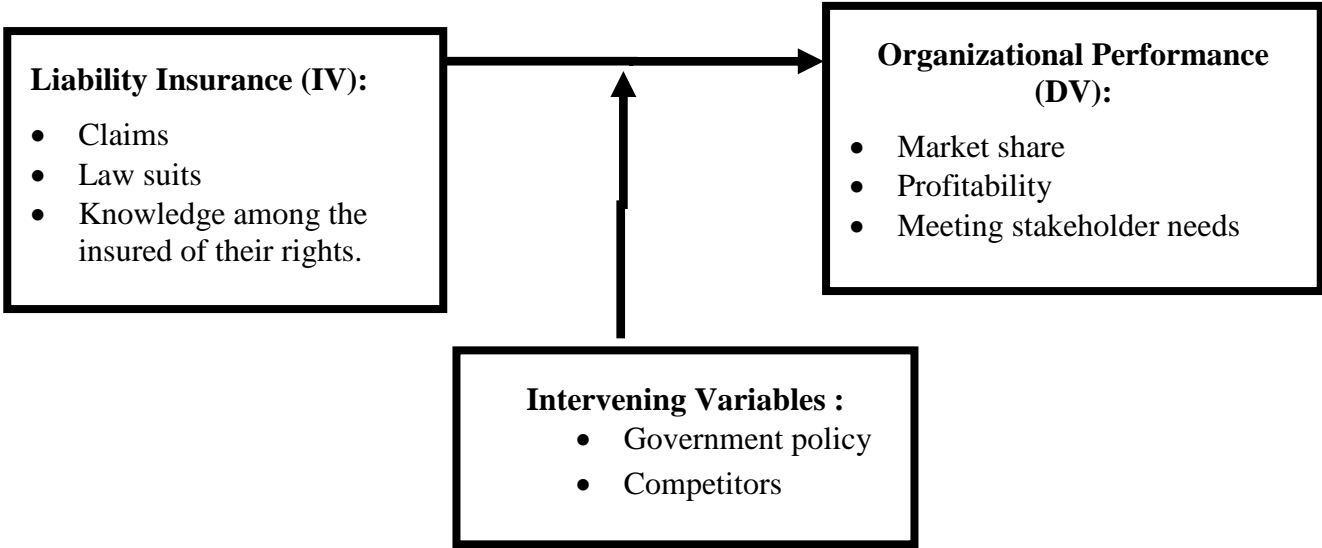 Liability Insurance (IV):
• Claims
• Law suits
• Knowledge among the
insured of their rights.
Organizational Performance
(DV):
• Market share
• Profitability
• Meeting stakeholder needs
Intervening Variables :
• Government policy
• Competitors